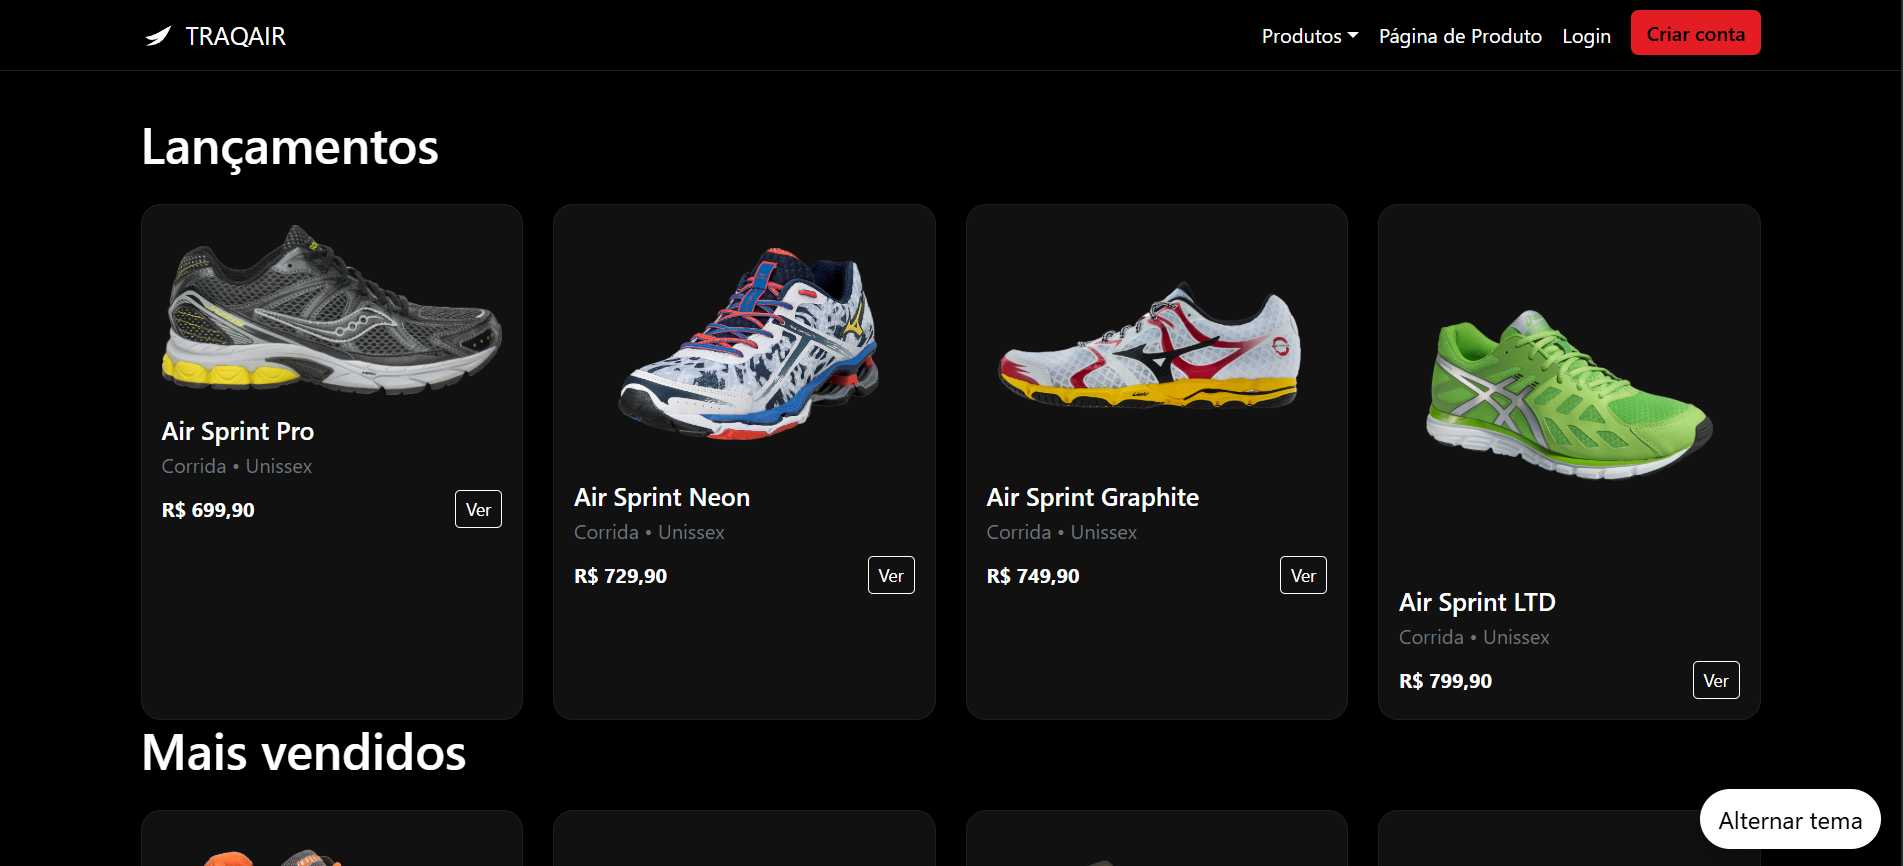 TRAQAIR
Produtos
Página de Produto
Login
Criar conta
Lançamentos
Air Sprint Pro
Corrida • Unissex
R$ 699,90
Ver
Air Sprint Neon
Corrida • Unissex
R$ 729,90
Ver
Air Sprint Graphite
Corrida • Unissex
R$ 749,90
Ver
Air Sprint LTD
Corrida • Unissex
R$ 799,90
Ver
Mais vendidos
Alternar tema